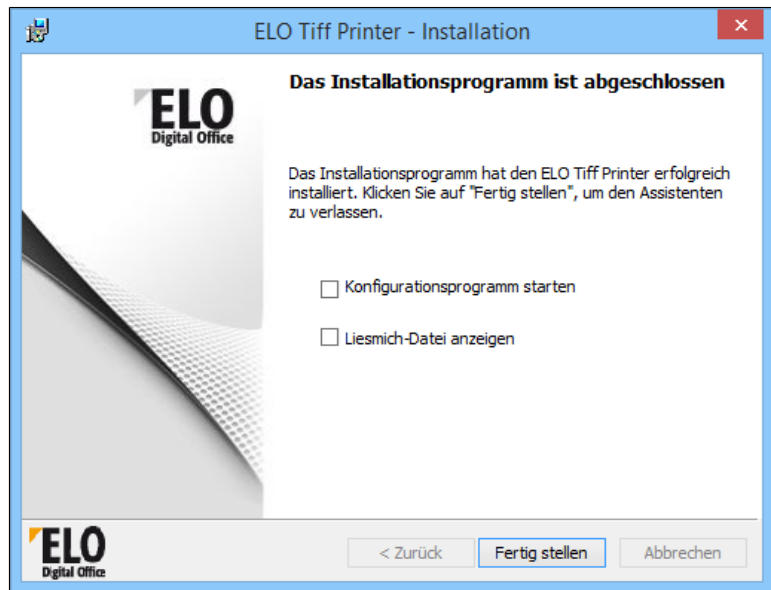 ELO Tiff Printer - Installation
ELO
Digital Office
Das Installationsprogramm ist abgeschlossen
Das Installationsprogramm hat den ELO Tiff Printer erfolgreich
installiert. Klicken Sie auf "Fertig stellen", um den Assistenten
zu verlassen.
Konfigurationsprogramm starten
Liesmich-Datei anzeigen
ELO
Digital Office
< Zurück
Fertig stellen
Abbrechen